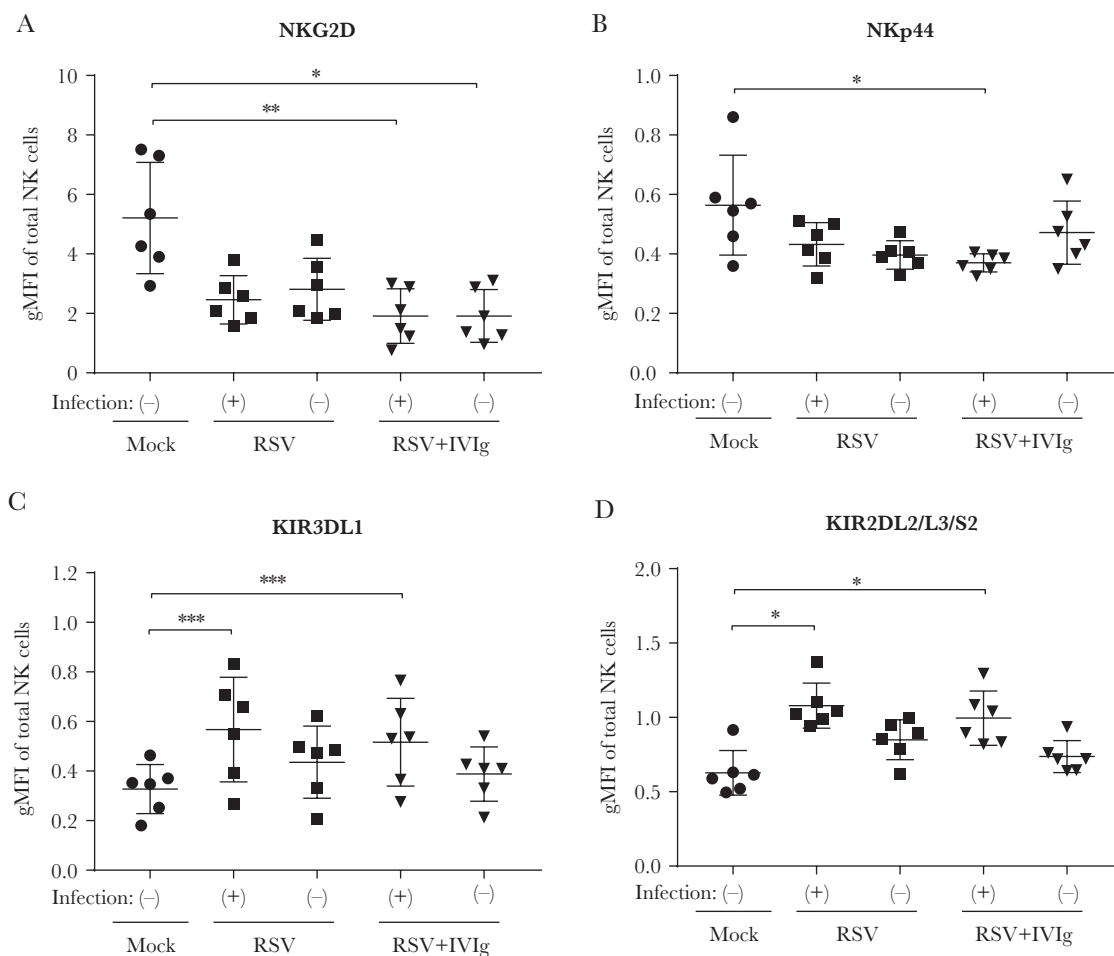 A
NKG2D
gMFI of total NK cells
10
8
6
4
2
0
*
**
Infection: (–) (+) (–) (+) (–)
Mock RSV RSV+IVIg
B
NKp44
gMFI of total NK cells
1.0
0.8
0.6
0.4
0.2
0.0
*
Infection: (–) (+) (–) (+) (–)
Mock RSV RSV+IVIg
C
KIR3DL1
gMFI of total NK cells
1.2
1.0
0.8
0.6
0.4
0.2
0.0
***
***
Infection: (–) (+) (–) (+) (–)
Mock RSV RSV+IVIg
D
KIR2DL2/L3/S2
gMFI of total NK cells
2.0
1.5
1.0
0.5
0.0
*
*
Infection: (–) (+) (–) (+) (–)
Mock RSV RSV+IVIg